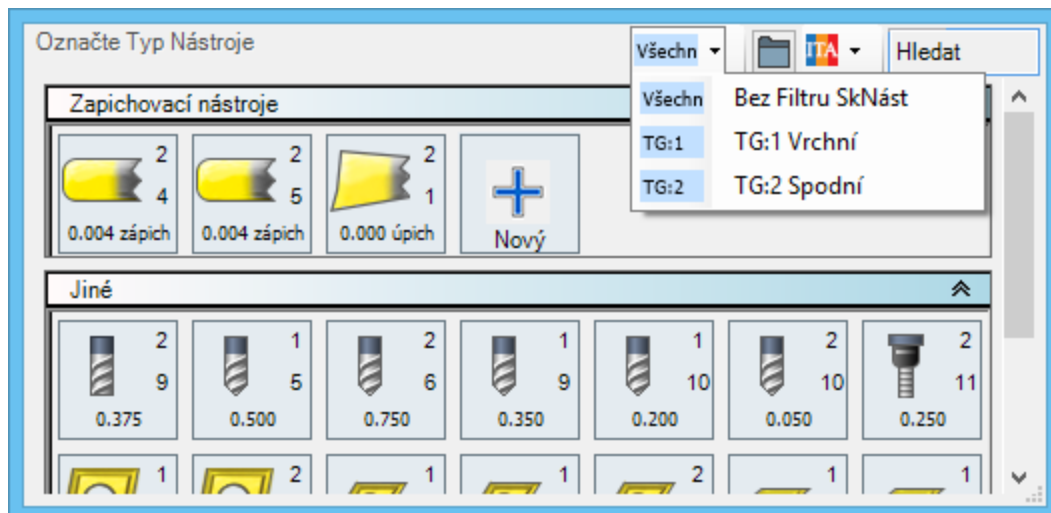 Označte Typ Nástroje
Všechn
ITA
Hledat
Všechn Bez Filtru SkNást
TG:1 TG:1 Vrchní
TG:2 TG:2 Spodní
Zapichovací nástroje
2 2 2
4 5 1
0.004 zápich 0.004 zápich 0.000 úpich Nový
Jiné
2 1 2 1 1 2 2
9 5 6 9 10 10 11
0.375 0.500 0.750 0.350 0.200 0.050 0.250
1 2 1 1 2 1 1